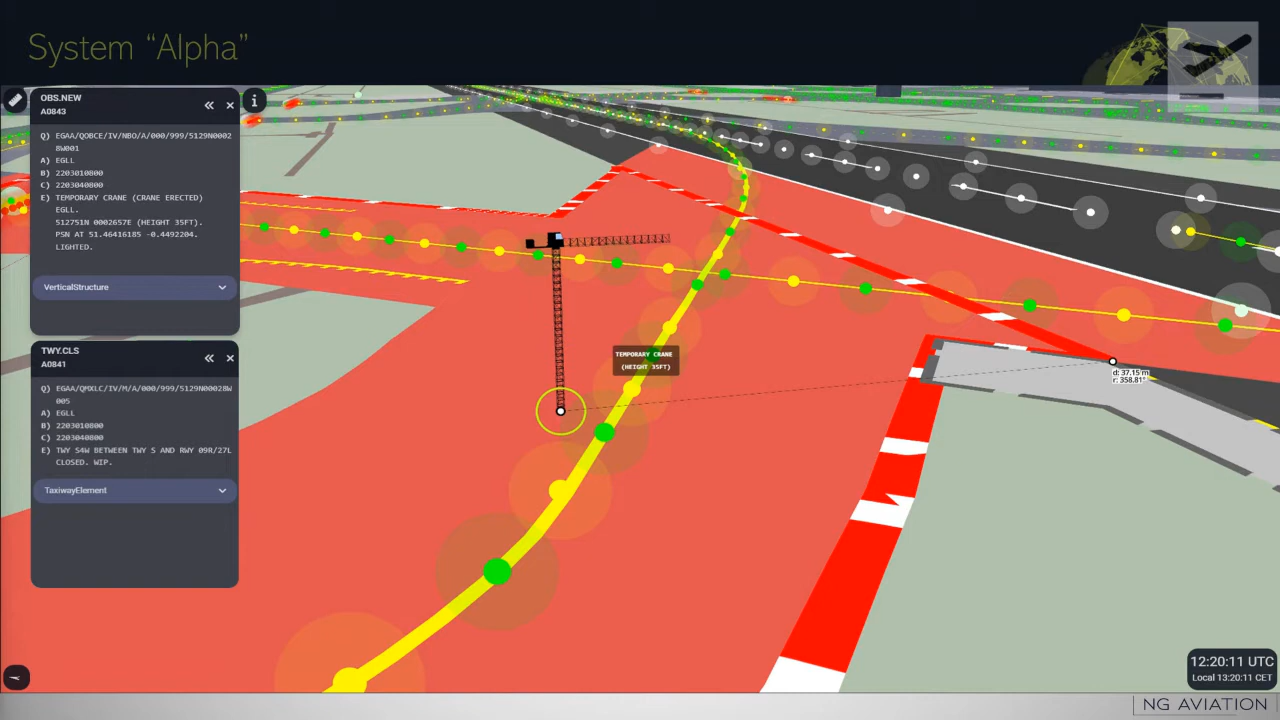 System “Alpha”
OBS.NEW
A0843
Q) EGAA/QOBCE/IV/NBO/A/000/999/5129N0002
8W001
A) EGLL
B) 2203010800
C) 2203040800
E) TEMPORARY CRANE (CRANE ERECTED)
EGLL.
512751N 0002657E (HEIGHT 35FT).
PSN AT 51.46416185 -0.4492204.
LIGHTED.
VerticalStructure
TWY.CLS
A0841
Q) EGAA/QMXLC/IV/M/A/000/999/5129N00028W
005
A) EGLL
B) 2203010800
C) 2203040800
E) TWY S4W BETWEEN TWY S AND RWY 09R/27L
CLOSED. WIP.
TaxiwayElement
TEMPORARY CRANE
(HEIGHT 35FT)
d: 37.15 m
r: 358.81°
12:20:11 UTC
Local 13:20:11 CET
NG AVIATION